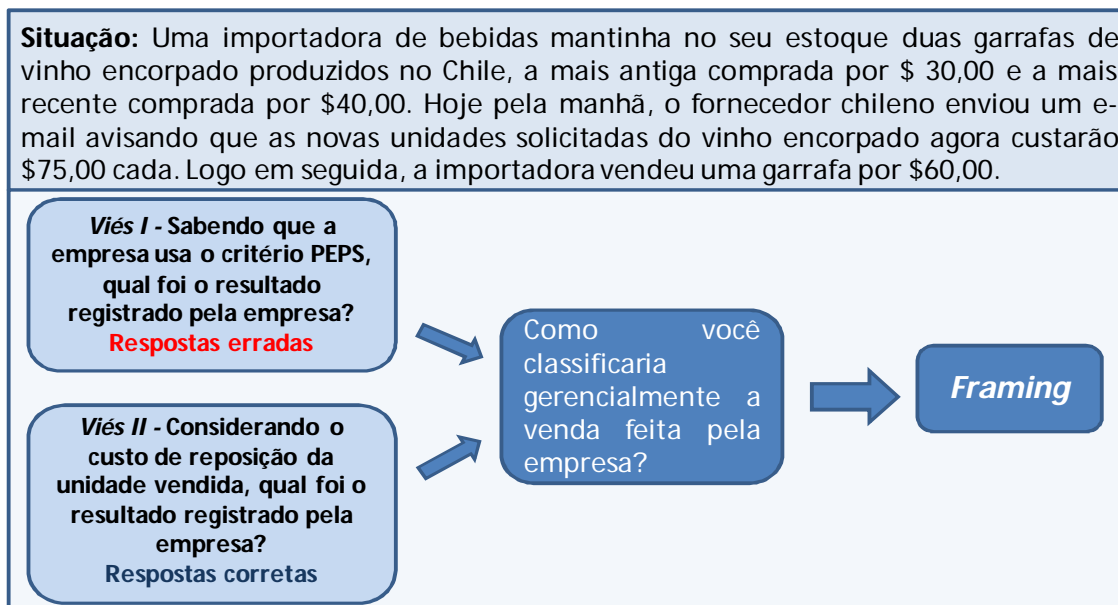 Situação: Uma importadora de bebidas mantinha no seu estoque duas garrafas de
vinho encorpado produzidos no Chile, a mais antiga comprada por $ 30,00 e a mais
recente comprada por $40,00. Hoje pela manhã, o fornecedor chileno enviou um e-
mail avisando que as novas unidades solicitadas do vinho encorpado agora custarão
$75,00 cada. Logo em seguida, a importadora vendeu uma garrafa por $60,00.
Viés I - Sabendo que a
empresa usa o critério PEPS,
qual foi o resultado
registrado pela empresa?
Respostas erradas
Viés II - Considerando o
custo de reposição da
unidade vendida, qual foi o
resultado registrado pela
empresa?
Respostas corretas
Como você
classificaria
gerencialmente a
venda feita pela
empresa?
Framing